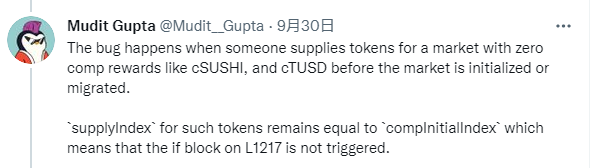 Mudit Gupta @Mudit__Gupta · 9月30日
The bug happens when someone supplies tokens for a market with zero
comp rewards like cSUSHI, and cTUSD before the market is initialized or
migrated.
`supplyIndex` for such tokens remains equal to `compInitialIndex` which
means that the if block on L1217 is not triggered.